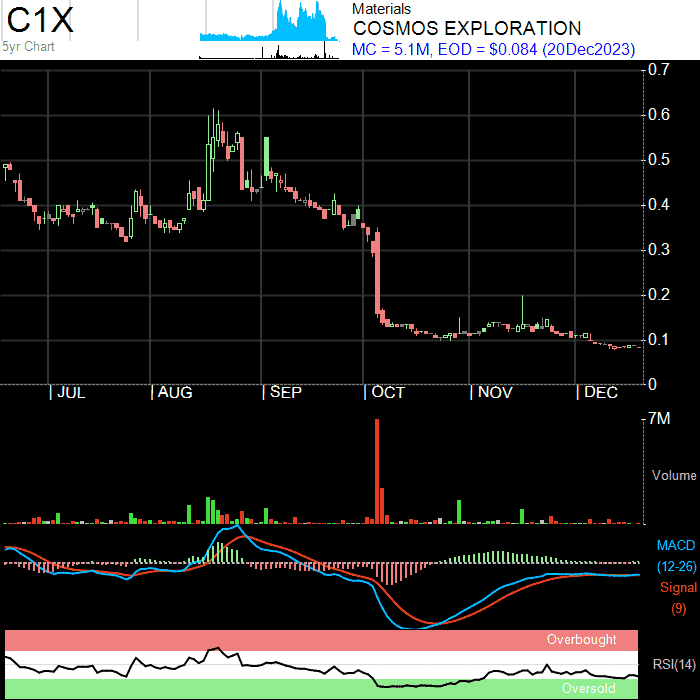 C1X
5yr Chart
Materials
COSMOS EXPLORATION
MC = 5.1M, EOD = $0.084 (20Dec2023)
0.7
0.6
0.5
0.4
0.3
0.2
0.1
0
JUL AUG SEP OCT NOV DEC
7M
Volume
MACD
(12-26)
Signal
(9)
Overbought
RSI(14)
Oversold